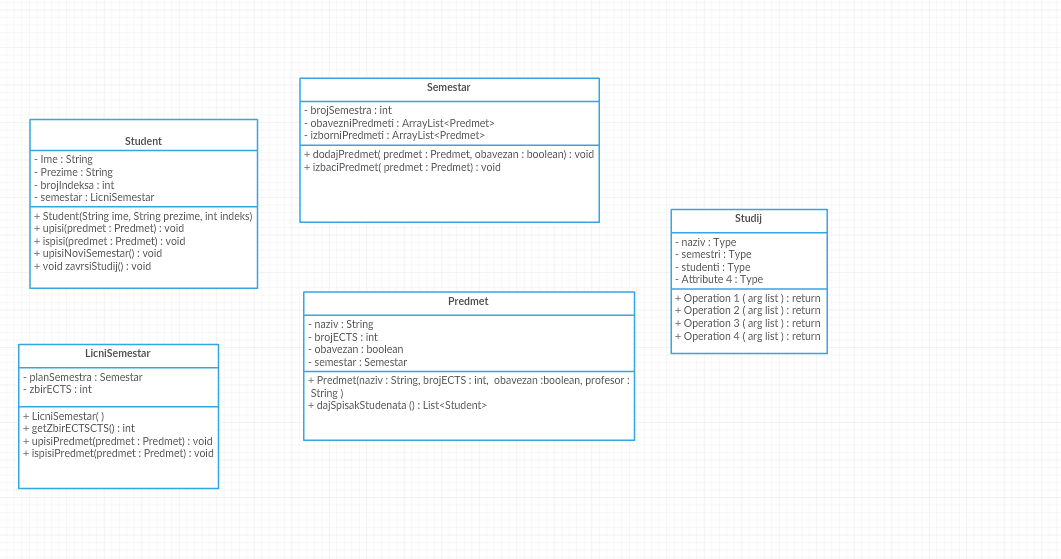 Student
- Ime : String
- Prezime : String
- brojIndeksa : int
- semestar : LicniSemestar
+ Student(String ime, String prezime, int indeks)
+ upisi(predmet : Predmet) : void
+ ispisi(predmet : Predmet) : void
+ upisiNoviSemestar() : void
+ void zavrsiStudij() : void
Semestar
- brojSemestra : int
- obavezniPredmeti : ArrayList<Predmet>
- izborniPredmeti : ArrayList<Predmet>
+ dodajPredmet( predmet : Predmet, obavezan : boolean) : void
+ izbaciPredmet( predmet : Predmet) : void
Studij
- naziv : Type
- semestri : Type
- studenti : Type
- Attribute 4 : Type
+ Operation 1 ( arg list ) : return
+ Operation 2 ( arg list ) : return
+ Operation 3 ( arg list ) : return
+ Operation 4 ( arg list ) : return
LicniSemestar
- planSemestra : Semestar
- zbirECTS : int
+ LicniSemestar( )
+ getZbirECTSCTS() : int
+ upisiPredmet(predmet : Predmet) : void
+ ispisiPredmet(predmet : Predmet) : void
Predmet
- naziv : String
- brojECTS : int
- obavezan : boolean
- semestar : Semestar
+ Predmet(naziv : String, brojECTS : int,  obavezan :boolean, profesor :
String )
+ dajSpisakStudenata () : List<Student>